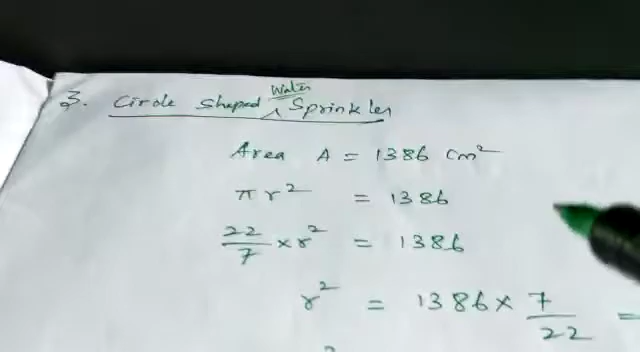 3. Circle Shaped Water Sprinkler
Area A = 1386 cm²
πr² = 1386
22/7 × r² = 1386
r² = 1386 × 7/22 =